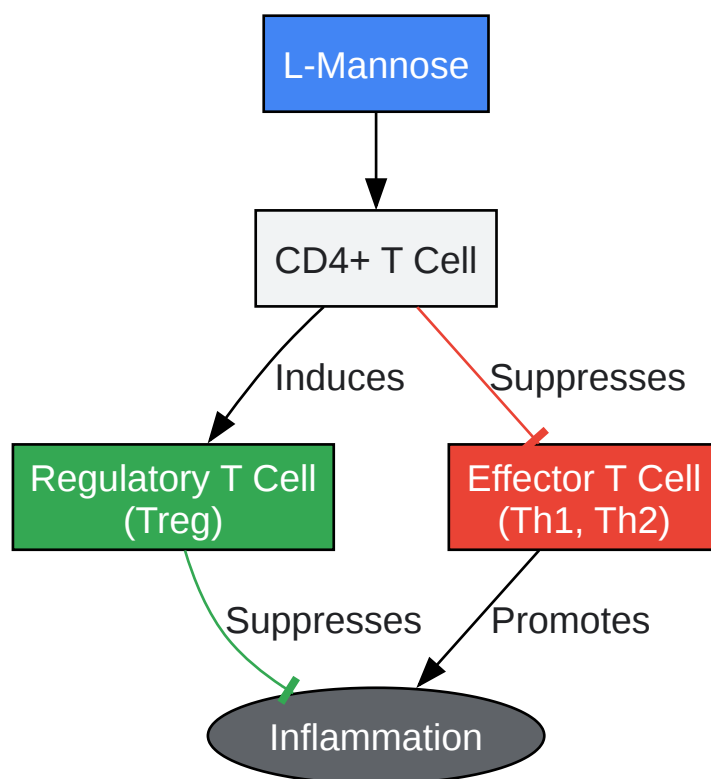 L-Mannose
CD4+ T Cell
Induces
Suppresses
Regulatory T Cell
(Treg)
Effector T Cell
(Th1, Th2)
Suppresses
Promotes
Inflammation